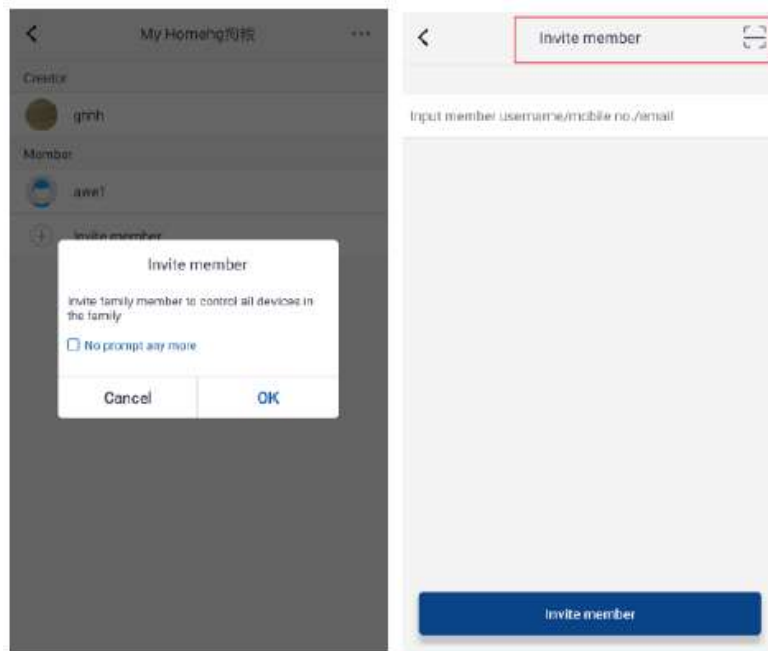 My Homehg
Creator
ghhh
Member
awe1
Invite member
Invite member
Invite family member to control all devices in
the family
No prompt any more
Cancel
OK
Invite member
Input member username/mobile no./email
Invite member